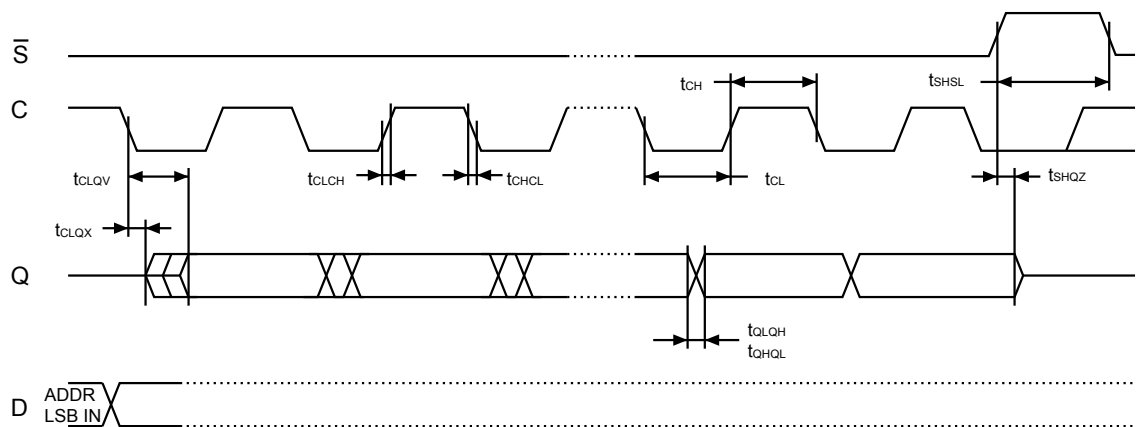 S̅
tCH
tSHSL
C
tCLQV
tCLCH
tCHCL
tCL
tSHQZ
tCLQX
Q
tQLQH
tQHQL
D
ADDR
LSB IN